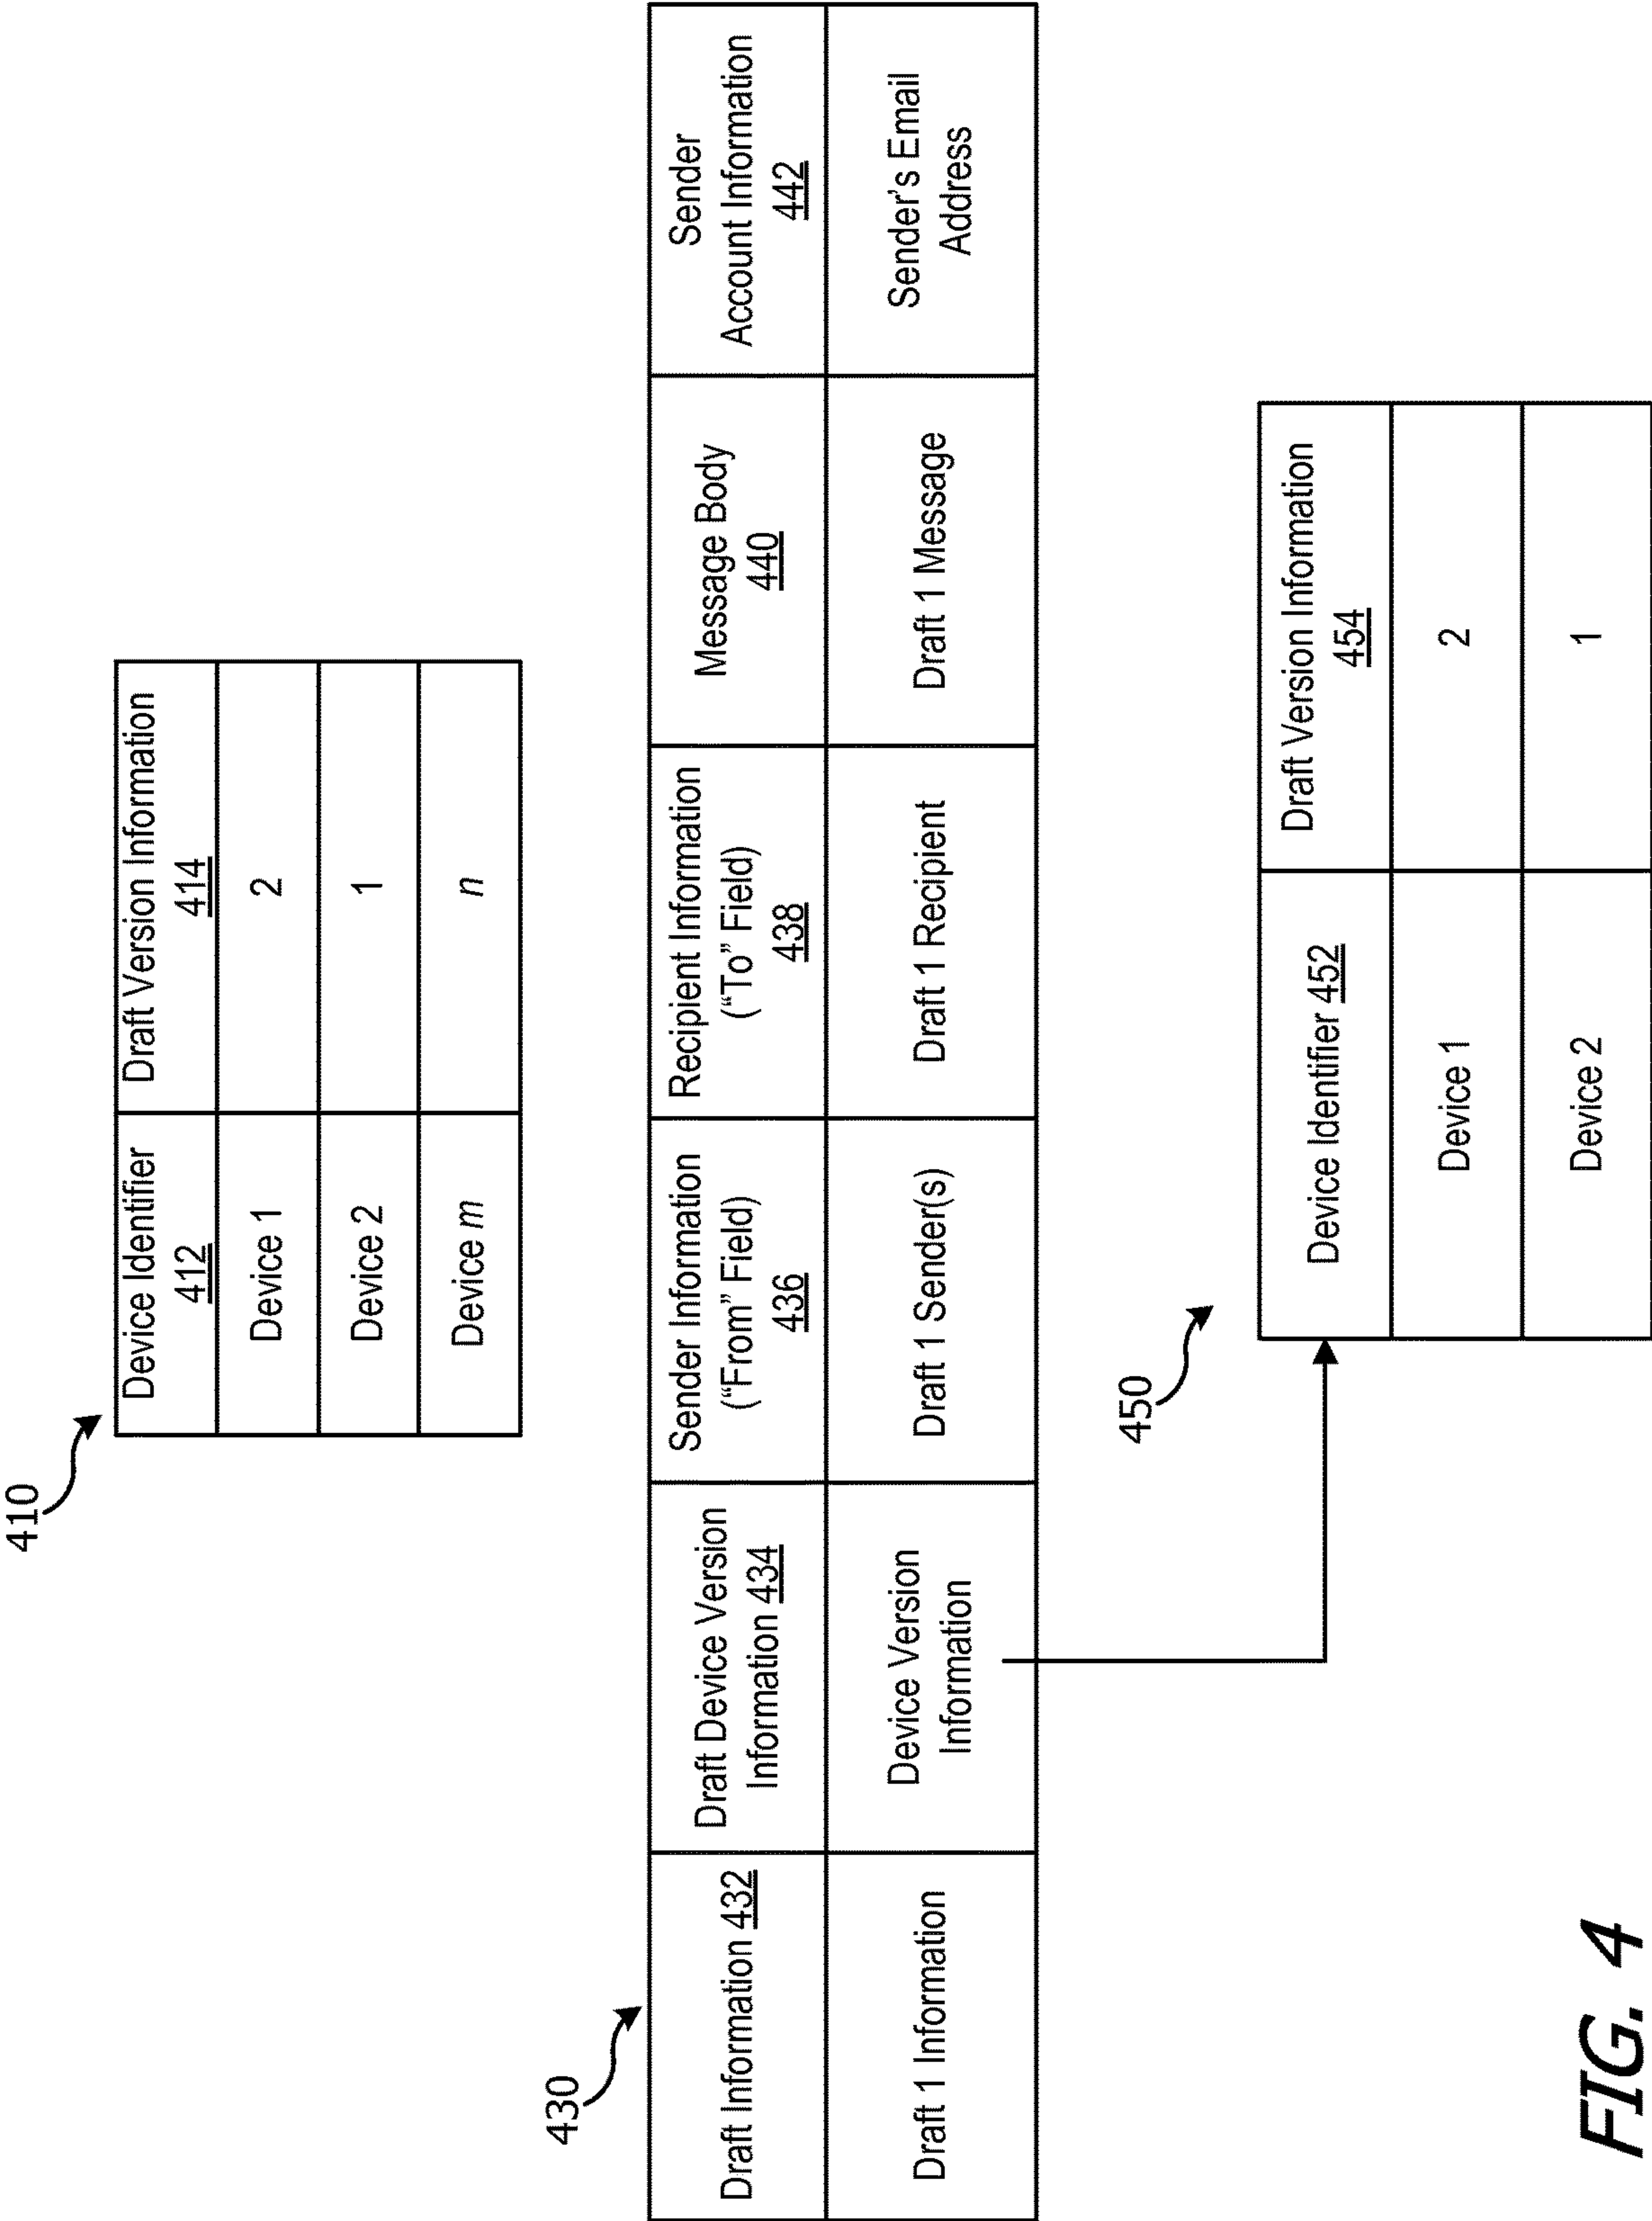 410
Device Identifier
412
Draft Version Information
414
Device 1
2
Device 2
1
Device m
n
430
Draft Information 432
Draft Device Version
Information 434
Sender Information
(“From” Field)
436
Recipient Information
(“To” Field)
438
Message Body
440
Sender
Account Information
442
Draft 1 Information
Device Version
Information
Draft 1 Sender(s)
Draft 1 Recipient
Draft 1 Message
Sender’s Email
Address
450
Device Identifier 452
Draft Version Information
454
Device 1
2
Device 2
1
FIG. 4